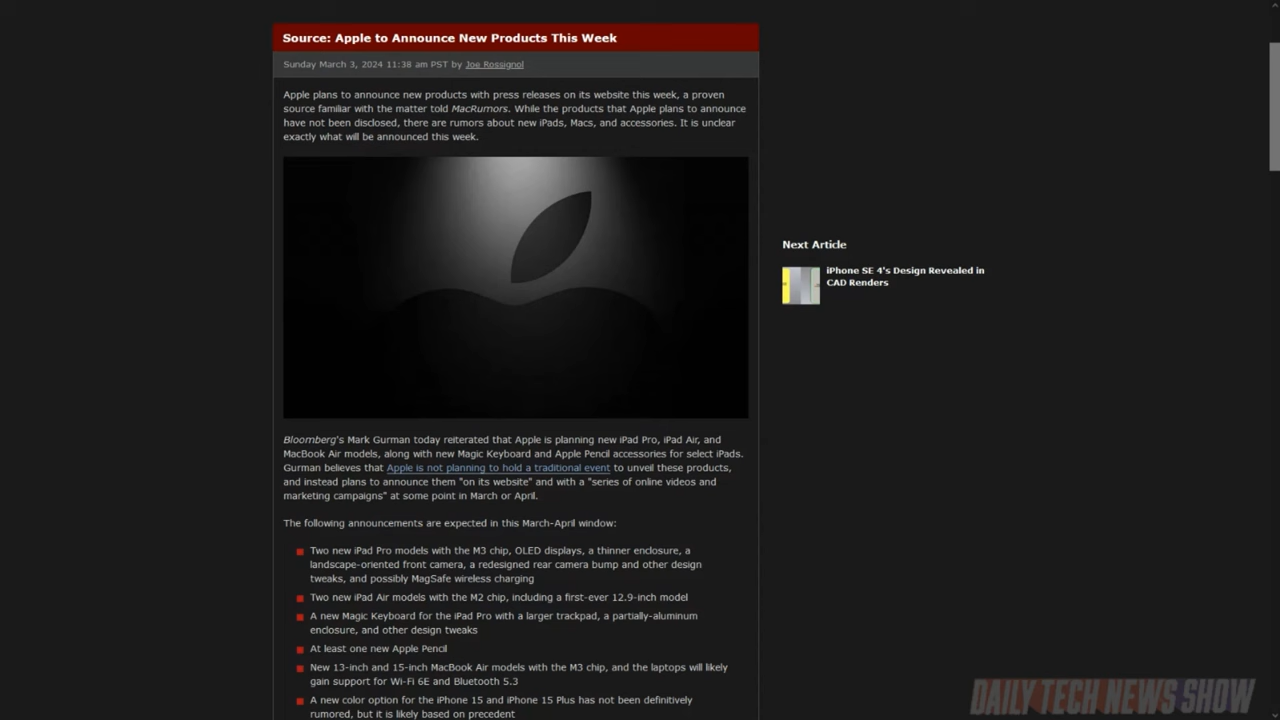 Source: Apple to Announce New Products This Week
Sunday March 3, 2024 11:38 am PST by Joe Rossignol
Apple plans to announce new products with press releases on its website this week, a proven
source familiar with the matter told MacRumors. While the products that Apple plans to announce
have not been disclosed, there are rumors about new iPads, Macs, and accessories. It is unclear
exactly what will be announced this week.
Next Article
iPhone SE 4's Design Revealed in
CAD Renders
Bloomberg's Mark Gurman today reiterated that Apple is planning new iPad Pro, iPad Air, and
MacBook Air models, along with new Magic Keyboard and Apple Pencil accessories for select iPads.
Gurman believes that Apple is not planning to hold a traditional event to unveil these products,
and instead plans to announce them "on its website" and with a "series of online videos and
marketing campaigns" at some point in March or April.
The following announcements are expected in this March-April window:
Two new iPad Pro models with the M3 chip, OLED displays, a thinner enclosure, a
landscape-oriented front camera, a redesigned rear camera bump and other design
tweaks, and possibly MagSafe wireless charging
Two new iPad Air models with the M2 chip, including a first-ever 12.9-inch model
A new Magic Keyboard for the iPad Pro with a larger trackpad, a partially-aluminum
enclosure, and other design tweaks
At least one new Apple Pencil
New 13-inch and 15-inch MacBook Air models with the M3 chip, and the laptops will likely
gain support for Wi-Fi 6E and Bluetooth 5.3
A new color option for the iPhone 15 and iPhone 15 Plus has not been definitively
rumored, but it is likely based on precedent
DAILY TECH NEWS SHOW